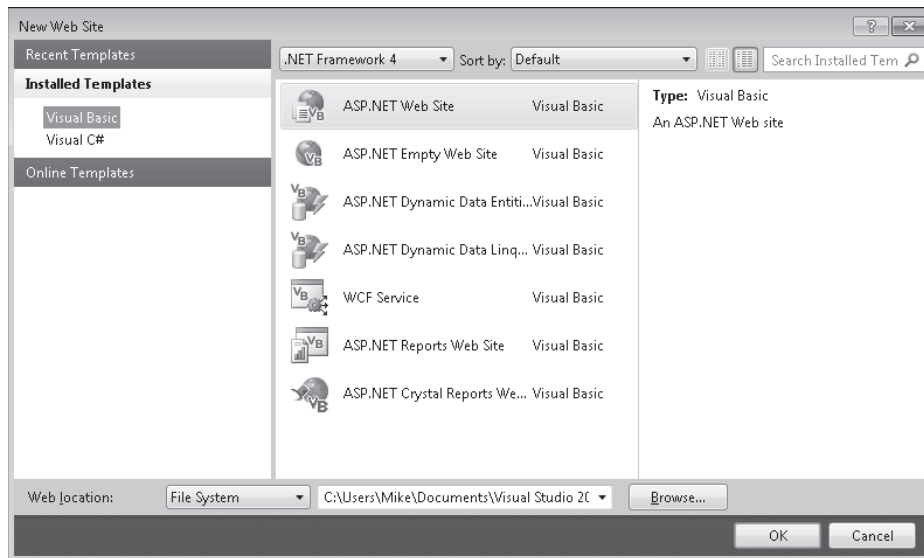 New Web Site
Recent Templates
Installed Templates
Visual Basic
Visual C#
Online Templates
.NET Framework 4
Sort by: Default
Search Installed Tem
ASP.NET Web Site Visual Basic
ASP.NET Empty Web Site Visual Basic
ASP.NET Dynamic Data Entiti...Visual Basic
ASP.NET Dynamic Data Linq... Visual Basic
WCF Service Visual Basic
ASP.NET Reports Web Site Visual Basic
ASP.NET Crystal Reports We... Visual Basic
Type: Visual Basic
An ASP.NET Web site
Web location: File System C:\Users\Mike\Documents\Visual Studio 20 Browse...
OK Cancel